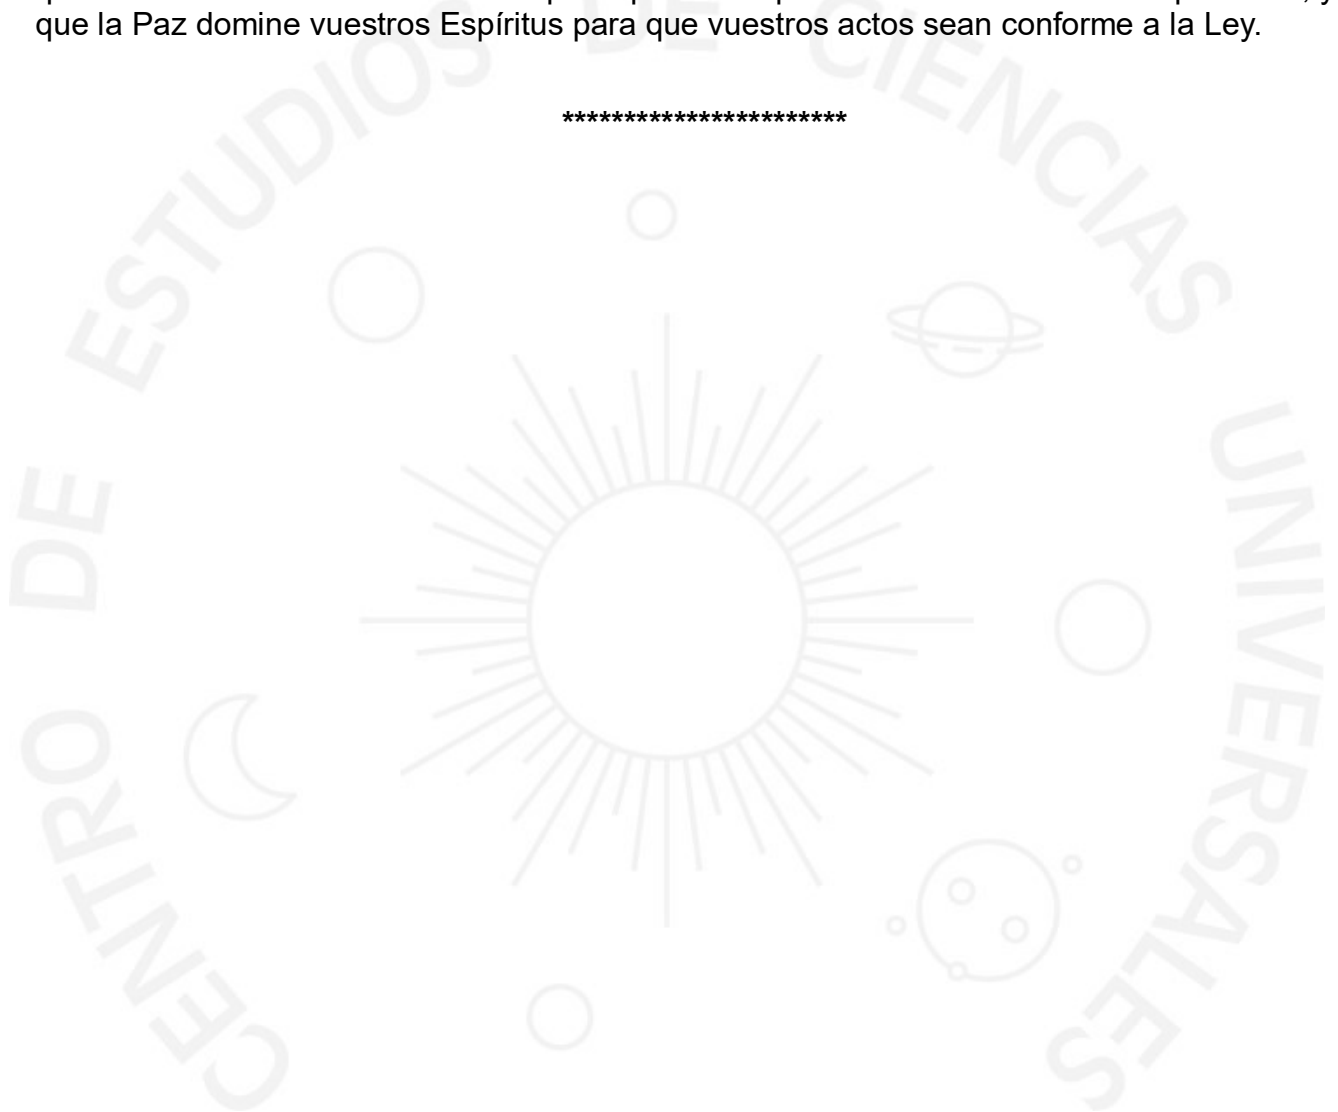 que la Paz domine vuestros Espíritus para que vuestros actos sean conforme a la Ley.
***********************
CENTRO DE ESTUDIOS DE CIENCIAS UNIVERSALES